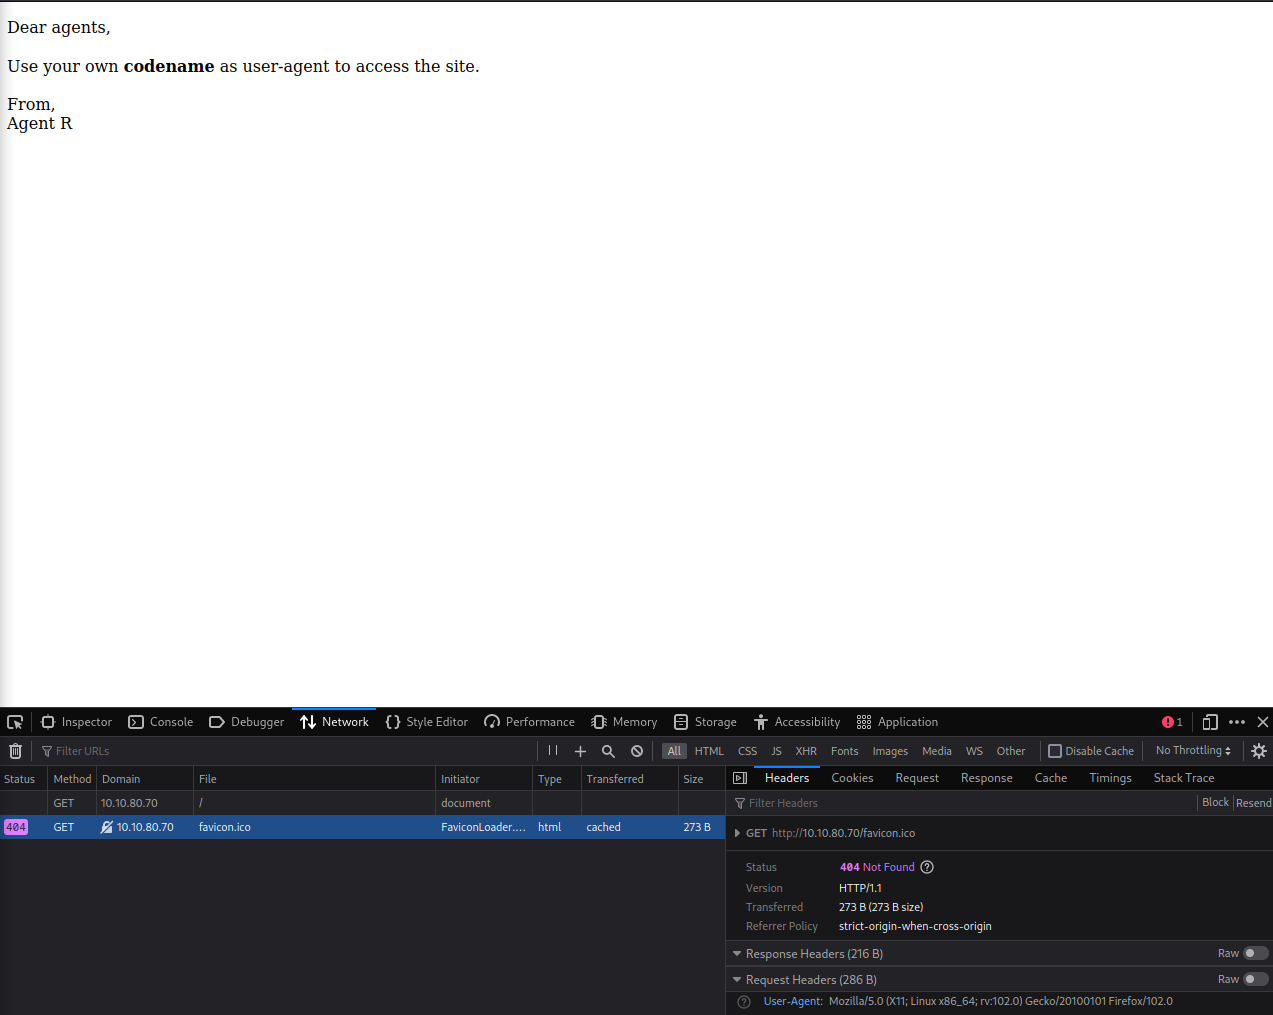 Dear agents,
Use your own codename as user-agent to access the site.
From,
Agent R
Inspector Console Debugger Network Style Editor Performance Memory Storage Accessibility Application 1
Filter URLs All HTML CSS JS XHR Fonts Images Media WS Other Disable Cache No Throttling
Status Method Domain File Initiator Type Transferred Size
GET 10.10.80.70 / document
404 GET 10.10.80.70 favicon.ico FaviconLoader.... html cached 273 B
Headers Cookies Request Response Cache Timings Stack Trace
Filter Headers Block Resend
GET http://10.10.80.70/favicon.ico
Status 404 Not Found
Version HTTP/1.1
Transferred 273 B (273 B size)
Referrer Policy strict-origin-when-cross-origin
Response Headers (216 B) Raw
Request Headers (286 B) Raw
User-Agent: Mozilla/5.0 (X11; Linux x86_64; rv:102.0) Gecko/20100101 Firefox/102.0